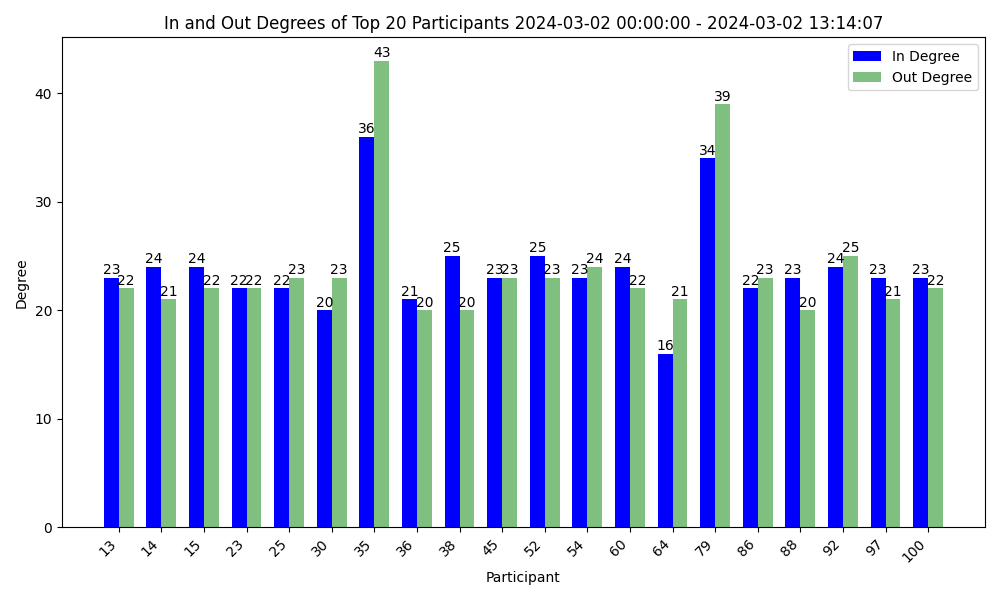 In and Out Degrees of Top 20 Participants 2024-03-02 00:00:00 - 2024-03-02 13:14:07
In Degree
Out Degree
Degree
40
30
20
10
0
23 22 24 21 24 22 22 22 22 23 20 23 36 43 21 20 25 20 23 23 25 23 23 24 24 22 16 21 34 39 22 23 23 20 24 25 23 21 23 22
13 14 15 23 25 30 35 36 38 45 52 54 60 64 79 86 88 92 97 100
Participant